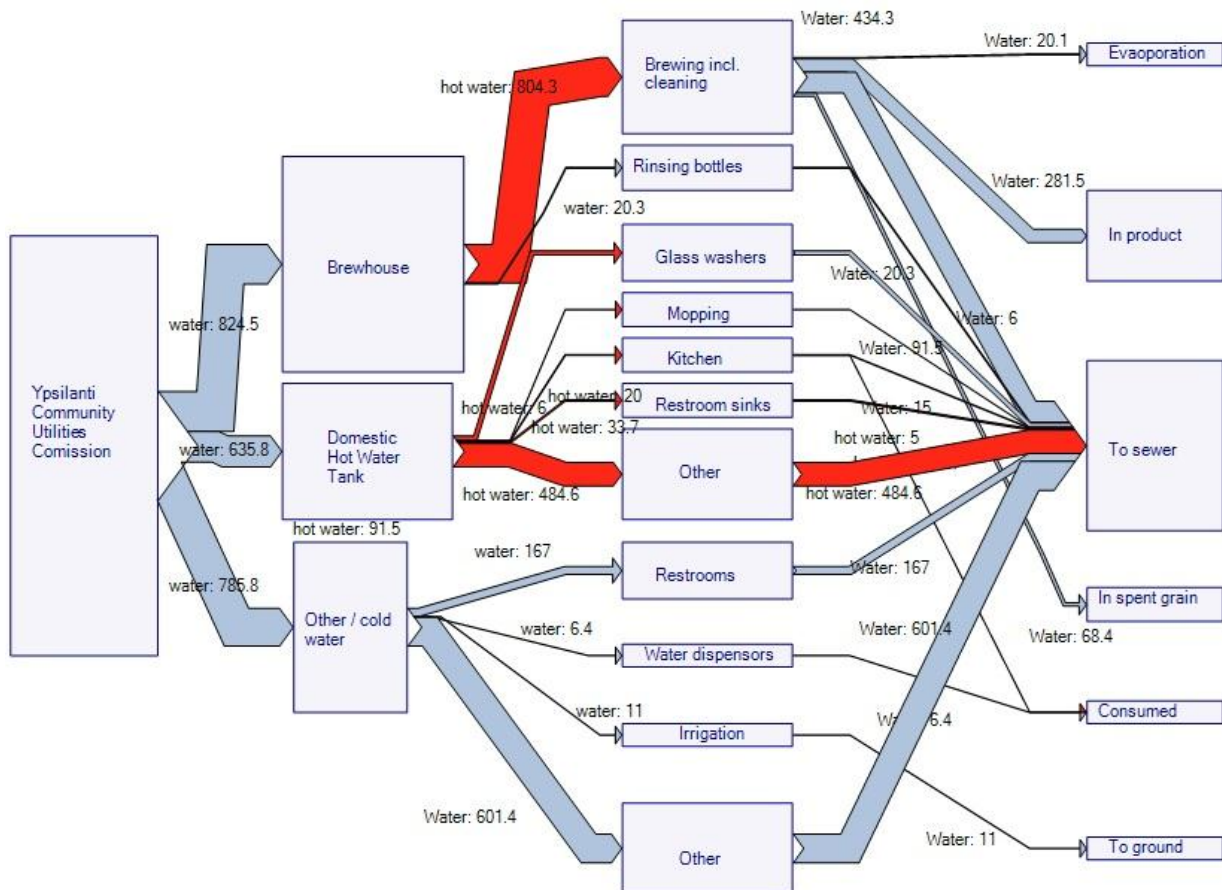 Water: 434.3
Water: 20.1
Evaoporation
Brewing incl.
cleaning
hot water: 804.3
Rinsing bottles
Water: 281.5
water: 20.3
In product
Glass washers
Brewhouse
Water: 20.3
Mopping
water: 824.5
Water: 6
Kitchen
Water: 91.5
Ypsilanti
Community
Utilities
Comission
hot water: 20
Restroom sinks
hot water: 6
Water: 15
hot water: 33.7
Domestic
Hot Water
Tank
water: 635.8
Other
hot water: 5
To sewer
hot water: 484.6
hot water: 484.6
hot water: 91.5
water: 167
Restrooms
Water: 167
water: 785.8
In spent grain
Other / cold
water
water: 6.4
Water: 601.4
Water: 68.4
Water dispensors
water: 11
Consumed
Water: 6.4
Irrigation
Water: 601.4
Water: 11
To ground
Other